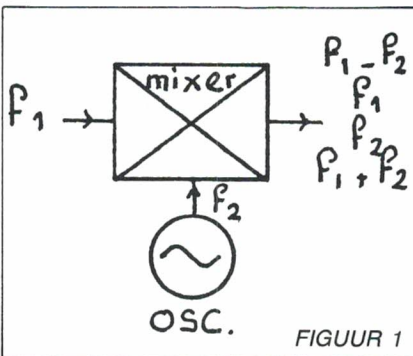 mixer
f₁
f₁ - f₂
f₁
f₂
f₁ + f₂
f₂
OSC.
FIGUUR 1